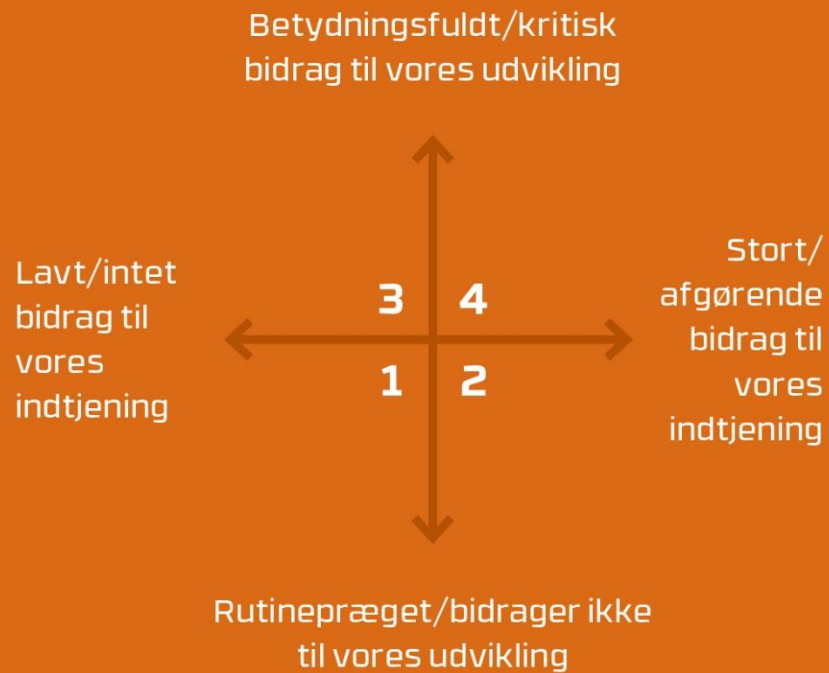 Betydningsfuldt/kritisk
bidrag til vores udvikling
Lavt/intet
bidrag til
vores
indtjening
3 4
1 2
Stort/
afgørende
bidrag til
vores
indtjening
Rutinepræget/bidrager ikke
til vores udvikling